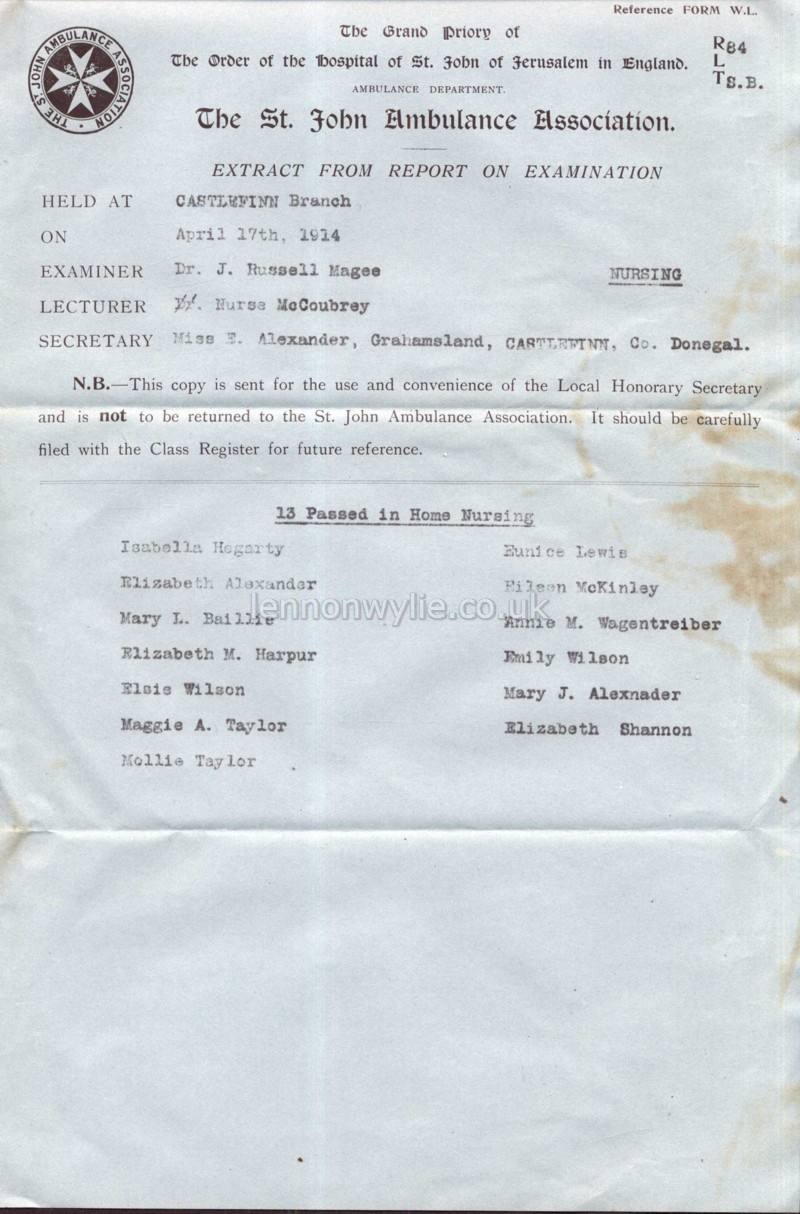 Reference FORM W.L.
The Grand Priory of
The Order of the Hospital of St. John of Jerusalem in England.
R84
L
TS.B.
THE ST. JOHN AMBULANCE ASSOCIATION
AMBULANCE DEPARTMENT.
The St. John Ambulance Association.
EXTRACT FROM REPORT ON EXAMINATION
HELD AT CASTLEFINN Branch
ON April 17th, 1914
EXAMINER Dr. J. Russell Magee NURSING
LECTURER Nurse McCoubrey
SECRETARY Miss E. Alexander, Grahamsland, CASTLEFINN, Co. Donegal.
N.B.—This copy is sent for the use and convenience of the Local Honorary Secretary
and is not to be returned to the St. John Ambulance Association. It should be carefully
filed with the Class Register for future reference.
13 Passed in Home Nursing
Isabella Hegarty
Elizabeth Alexander
Mary L. Baillie
Elizabeth M. Harpur
Elsie Wilson
Maggie A. Taylor
Mollie Taylor
Eunice Lewis
Eileen McKinley
Annie M. Wagentreiber
Emily Wilson
Mary J. Alexnader
Elizabeth Shannon
lennonwylie.co.uk